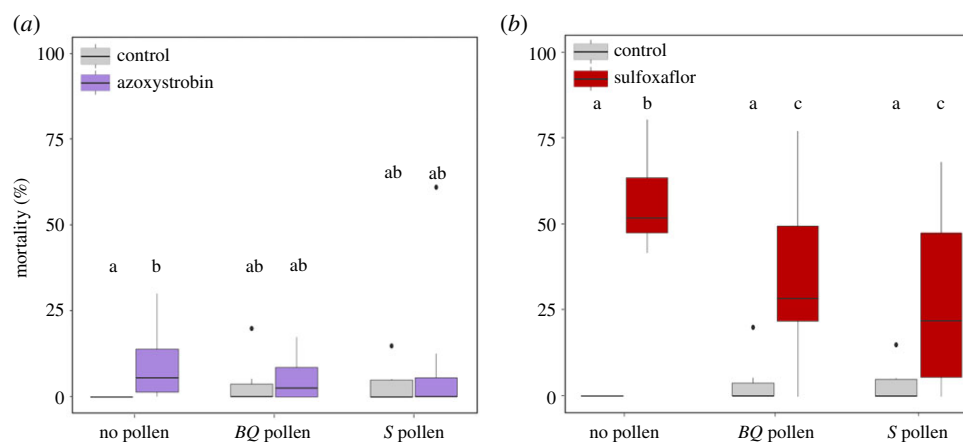 (a)
mortality (%)
100
75
50
25
0
control
azoxystrobin
a b ab ab ab ab
no pollen BQ pollen S pollen
(b)
100
75
50
25
0
control
sulfoxaflor
a b a c a c
no pollen BQ pollen S pollen